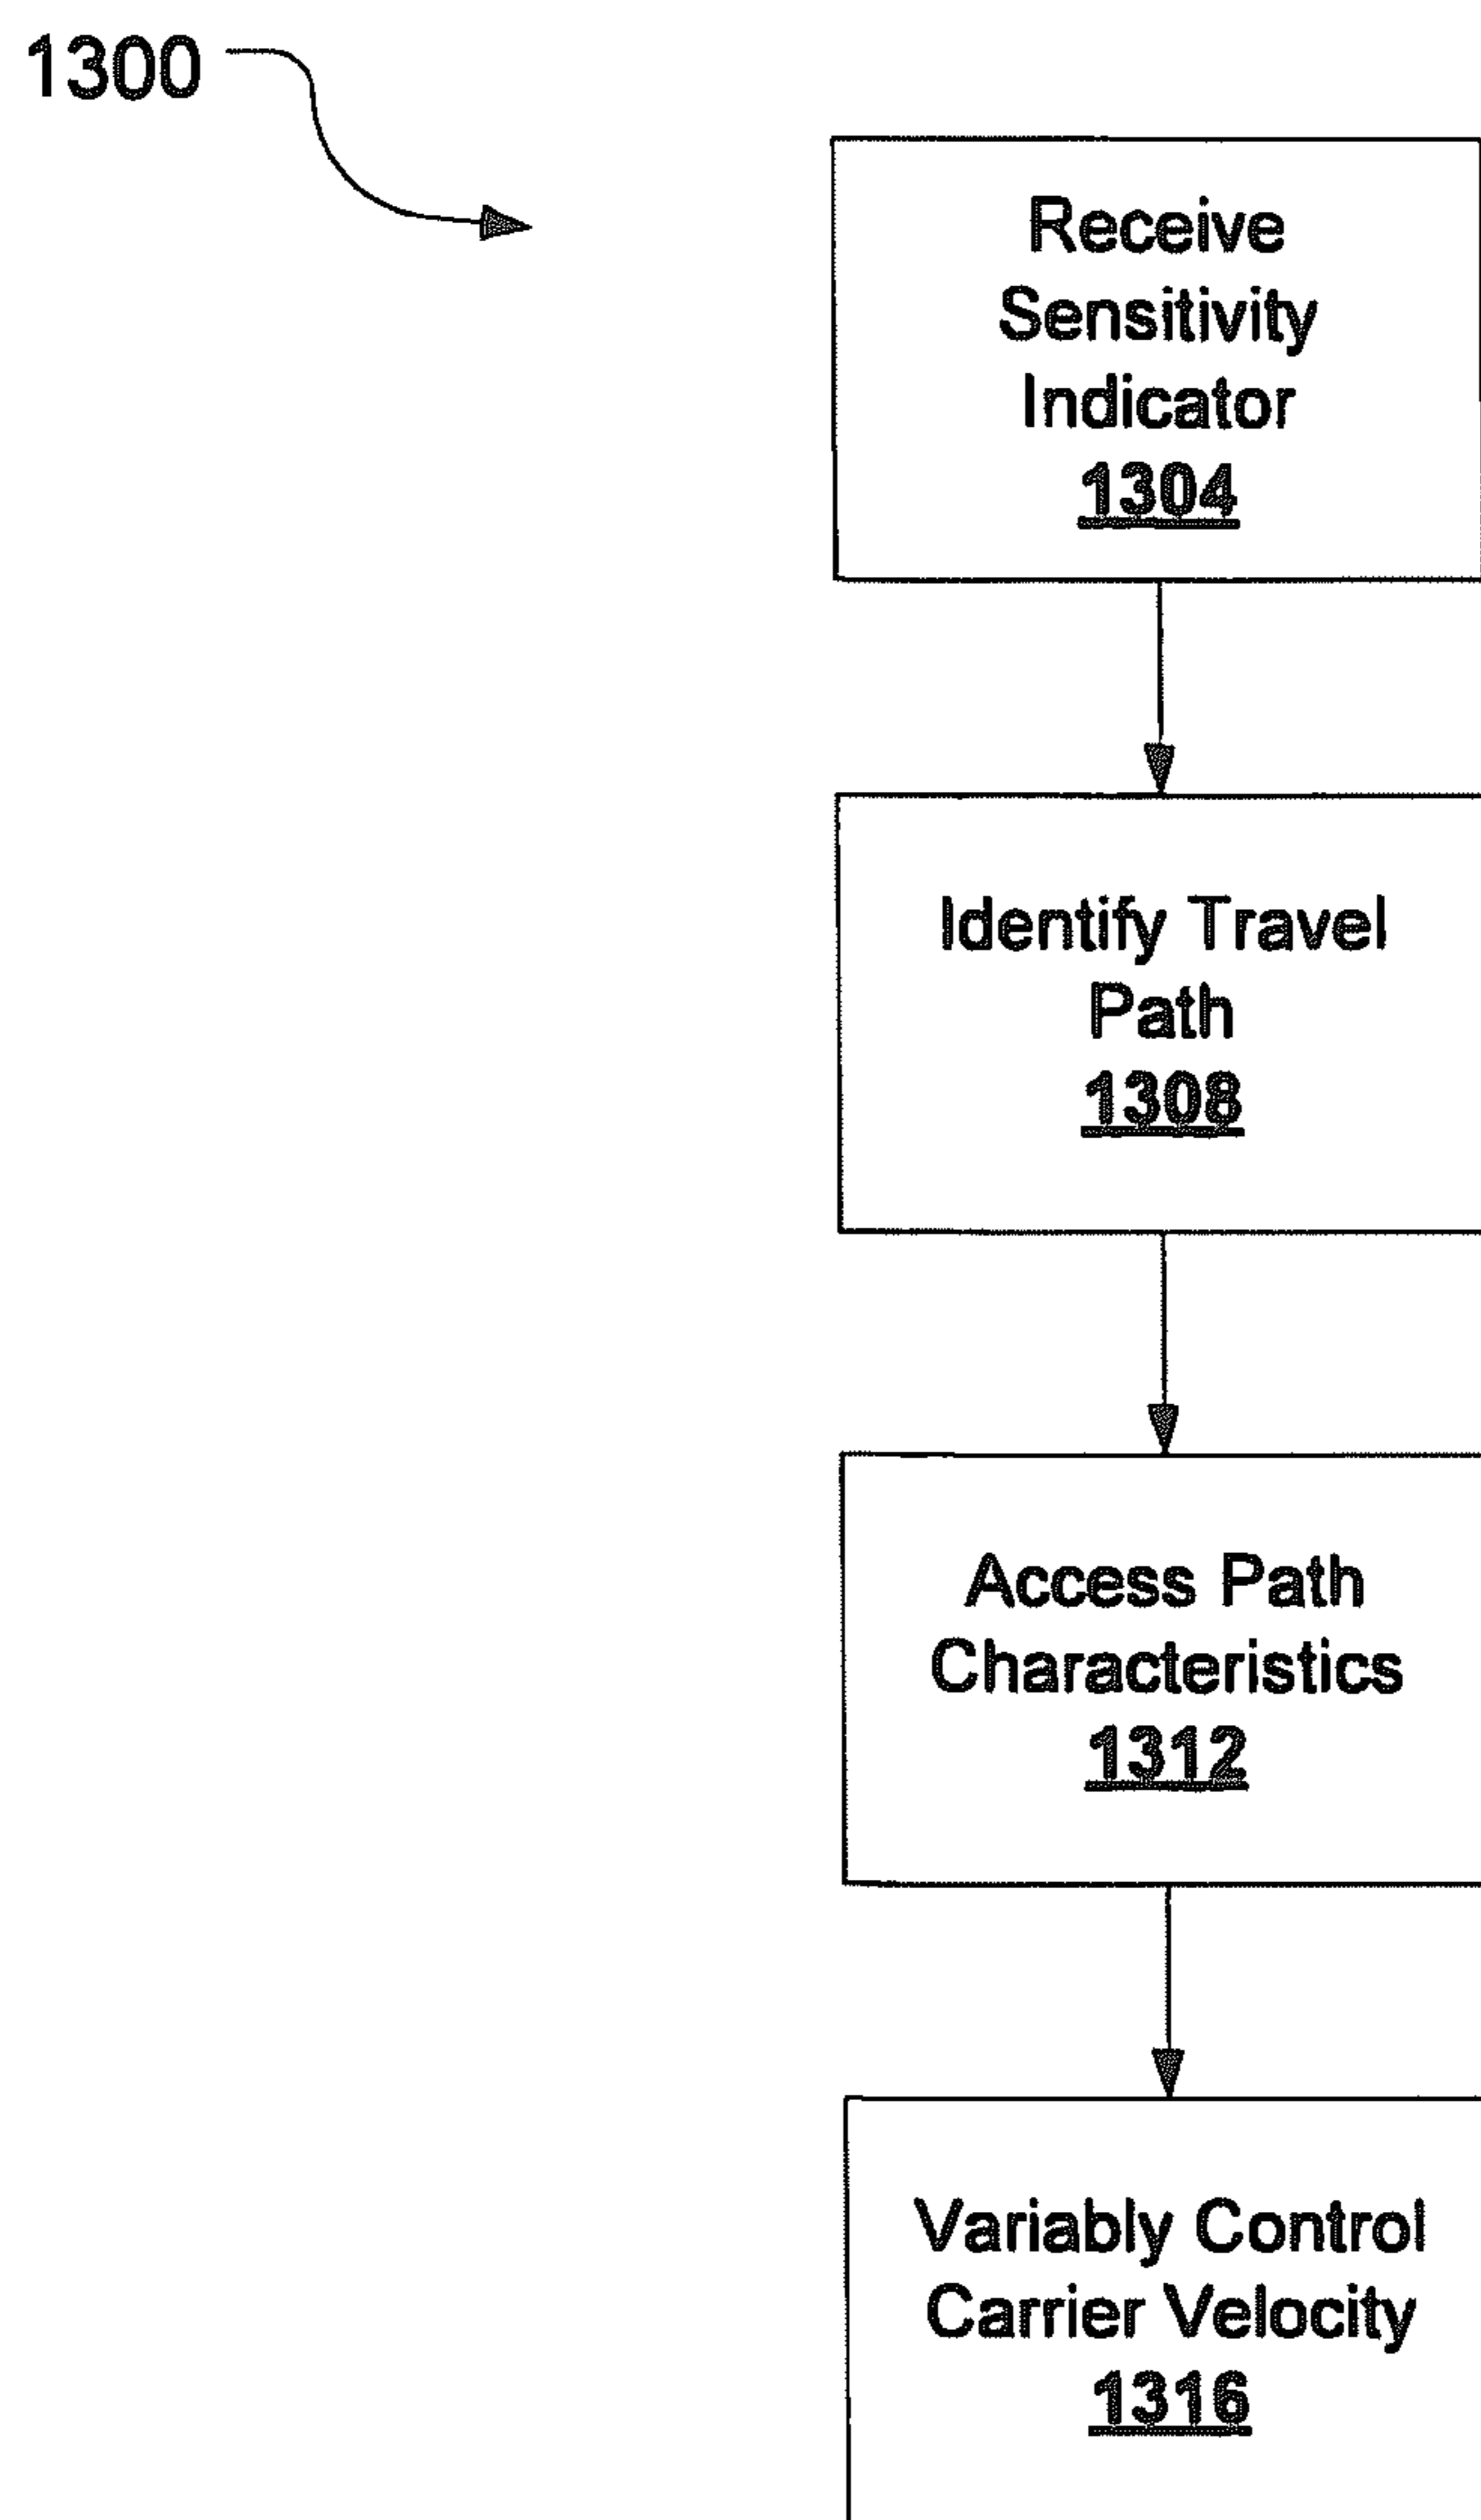 1300
Receive
Sensitivity
Indicator
1304
Identify Travel
Path
1308
Access Path
Characteristics
1312
Variably Control
Carrier Velocity
1316